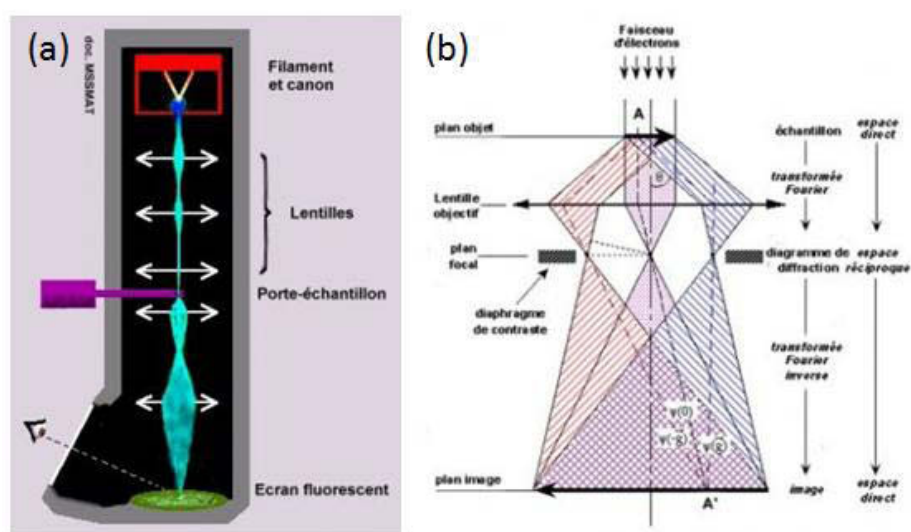 (a)
doc. MSSMAT
Filament
et canon
Lentilles
Porte-échantillon
Ecran fluorescent
(b)
Faisceau
d'électrons
A
plan objet
échantillon
espace
direct
θ
transformée
Fourier
Lentille
objectif
plan
focal
diagramme de
diffraction
espace
réciproque
diaphragme
de contraste
transformée
Fourier
inverse
ψ(0)
ψ(-g)
ψ(g)
plan image
A'
image
espace
direct